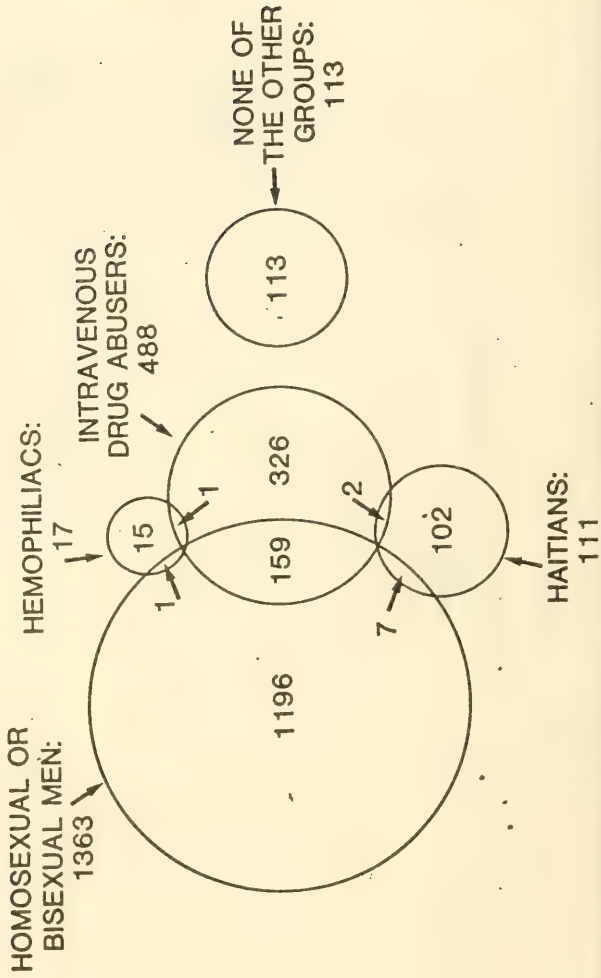 HOMOSEXUAL OR
BISEXUAL MEN:
1363
HEMOPHILIACS:
17
INTRAVENOUS
DRUG ABUSERS:
488
NONE OF
THE OTHER
GROUPS:
113
15
1
1
1196
159
326
113
7
2
102
HAITIANS:
111